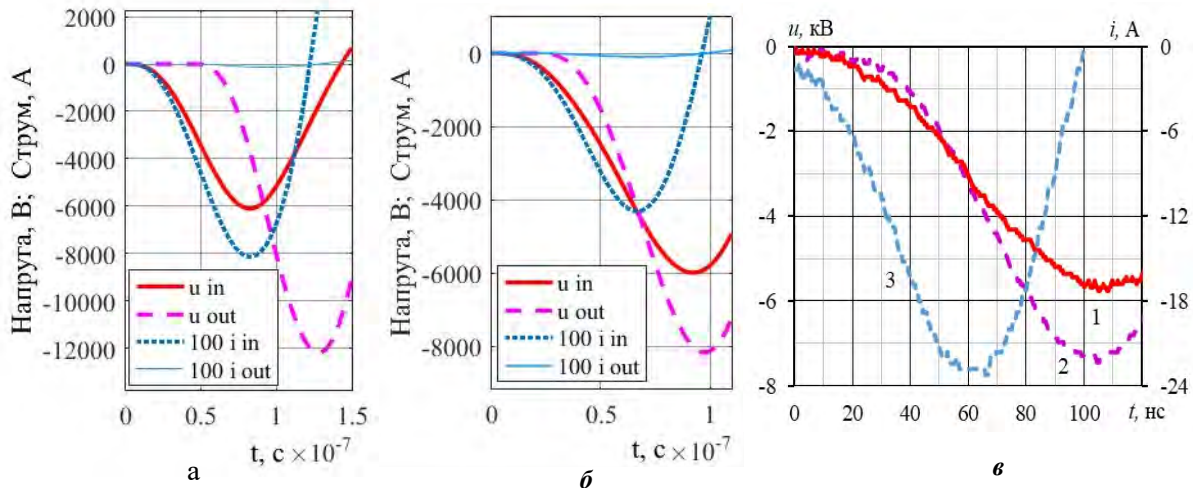 Напруга, В; Струм, А
2000
0
-2000
-4000
-6000
-8000
-10000
-12000
u in
u out
100 i in
100 i out
0
0.5
1
1.5
t, c ×10⁻⁷
а
Напруга, В; Струм, А
0
-2000
-4000
-6000
-8000
u in
u out
100 i in
100 i out
0
0.5
1
t, c ×10⁻⁷
б
u, кВ
i, А
0
-2
-4
-6
-8
0
-6
-12
-18
-24
3
1
2
0
20
40
60
80
100
t, нс
в